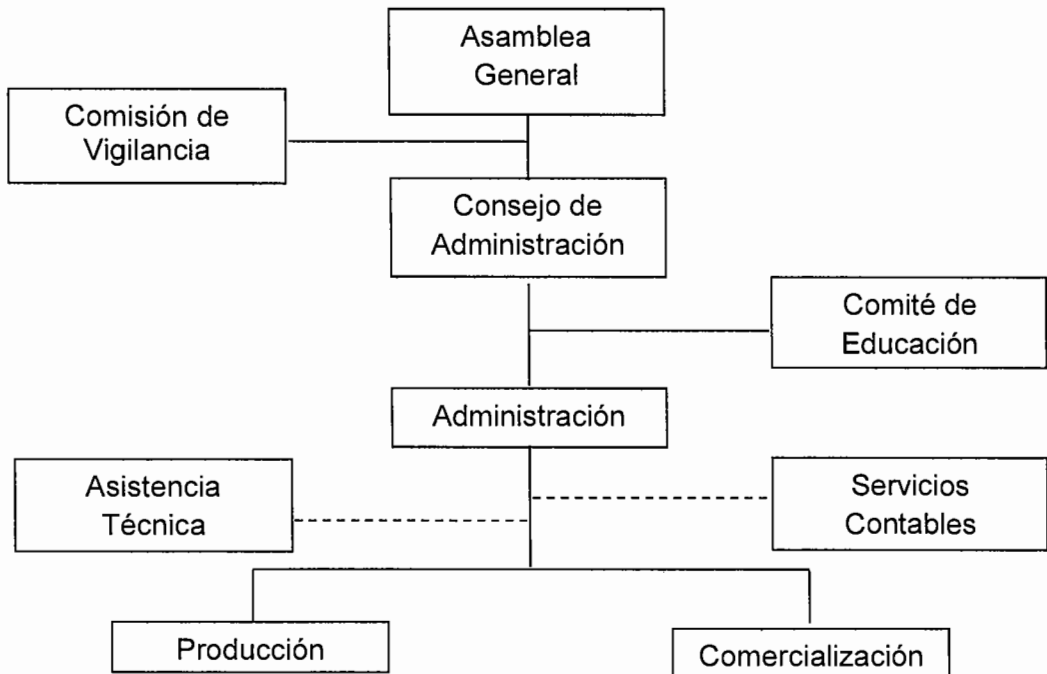 Asamblea
General
Comisión de
Vigilancia
Consejo de
Administración
Comité de
Educación
Administración
Asistencia
Técnica
Servicios
Contables
Producción
Comercialización